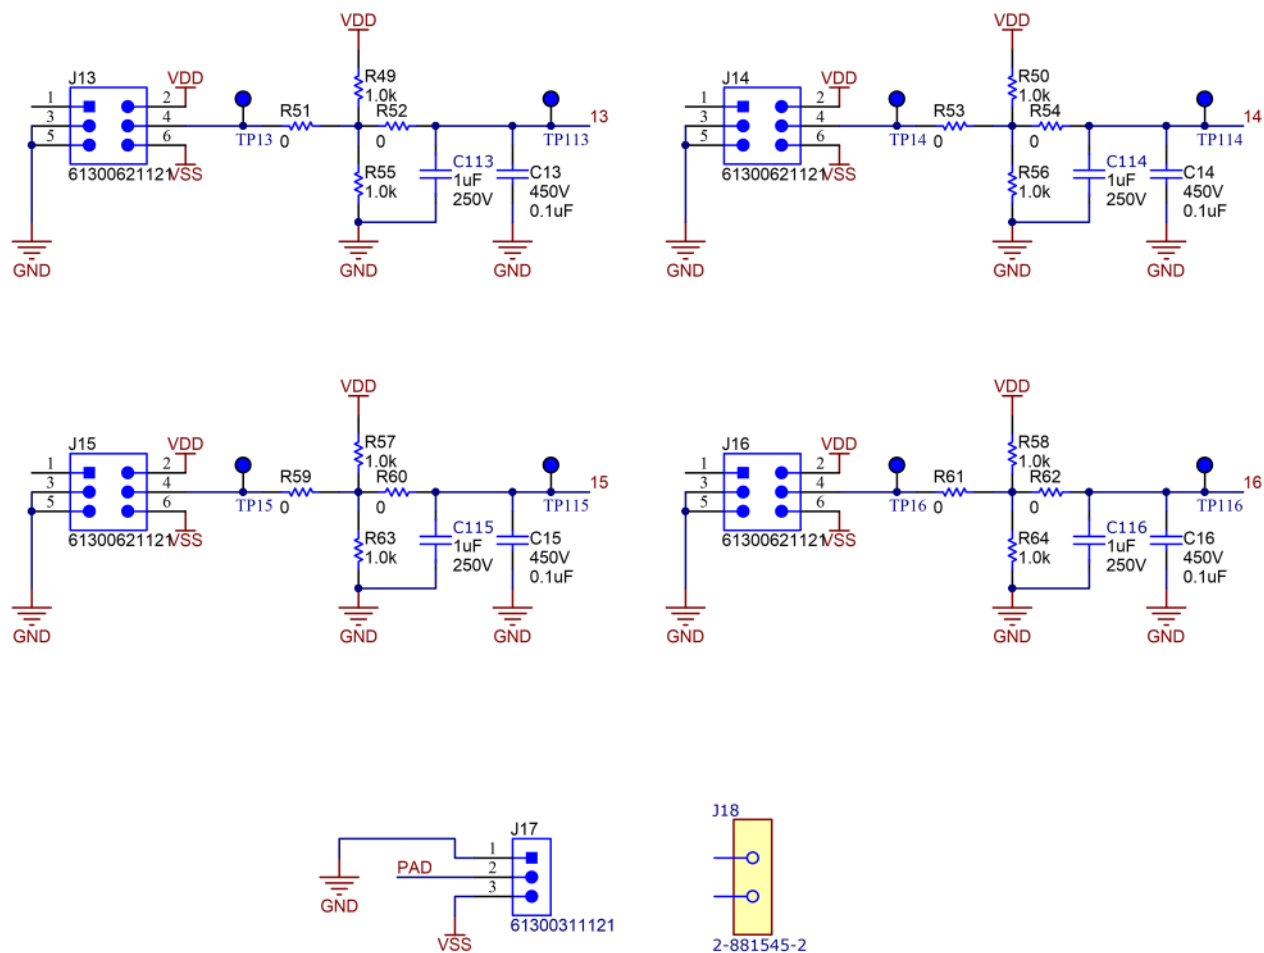 VDD
J13
VDD
1
2
3
4
5
6
61300621121
VSS
TP13
R51
0
R49
1.0k
R52
0
R55
1.0k
C113
1uF
250V
C13
450V
0.1uF
TP113
13
GND
GND
GND
VDD
J14
VDD
1
2
3
4
5
6
61300621121
VSS
TP14
R53
0
R50
1.0k
R54
0
R56
1.0k
C114
1uF
250V
C14
450V
0.1uF
TP114
14
GND
GND
GND
VDD
J15
VDD
1
2
3
4
5
6
61300621121
VSS
TP15
R59
0
R57
1.0k
R60
0
R63
1.0k
C115
1uF
250V
C15
450V
0.1uF
TP115
15
GND
GND
GND
VDD
J16
VDD
1
2
3
4
5
6
61300621121
VSS
TP16
R61
0
R58
1.0k
R62
0
R64
1.0k
C116
1uF
250V
C16
450V
0.1uF
TP116
16
GND
GND
GND
J17
1
PAD
2
3
GND
VSS
61300311121
J18
2-881545-2